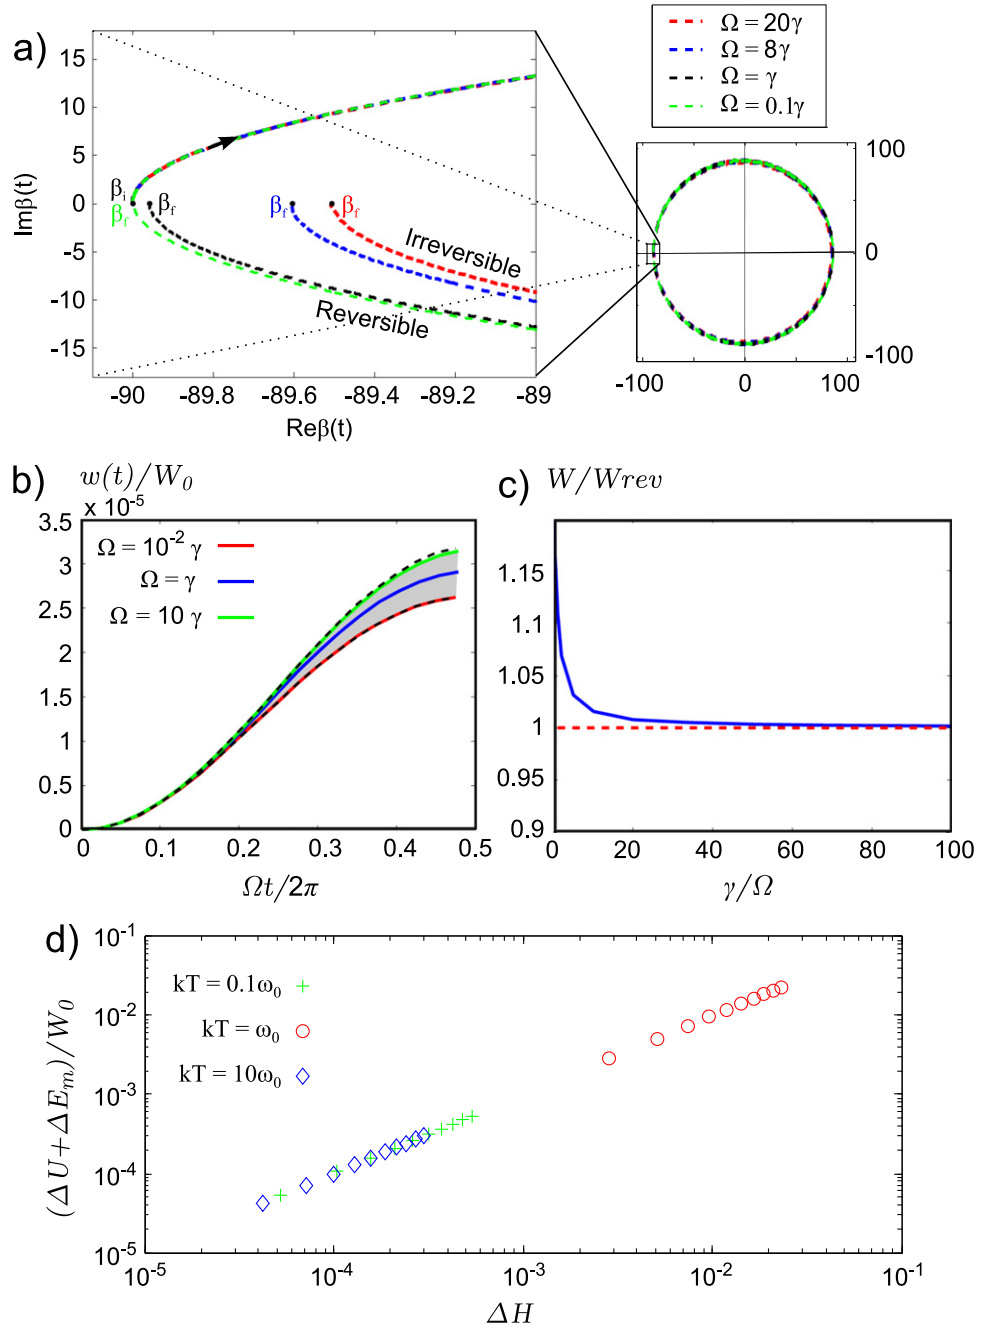 a)
Ω = 20γ
Ω = 8γ
Ω = γ
Ω = 0.1γ
Imβ(t)
15
10
5
0
-5
-10
-15
βi
βf
βf
βf
βf
Irreversible
Reversible
-90 -89.8 -89.6 -89.4 -89.2 -89
Reβ(t)
100
0
-100
-100 0 100
b) w(t)/W0
x 10-5
3.5
3
2.5
2
1.5
1
0.5
0
Ω = 10-2 γ
Ω = γ
Ω = 10 γ
0 0.1 0.2 0.3 0.4 0.5
Ωt/2π
c) W/Wrev
1.15
1.1
1.05
1
0.95
0.9
0 20 40 60 80 100
γ/Ω
d)
(ΔU+ΔEm)/W0
10-1
10-2
10-3
10-4
10-5
kT = 0.1ω0
kT = ω0
kT = 10ω0
10-5 10-4 10-3 10-2 10-1
ΔH